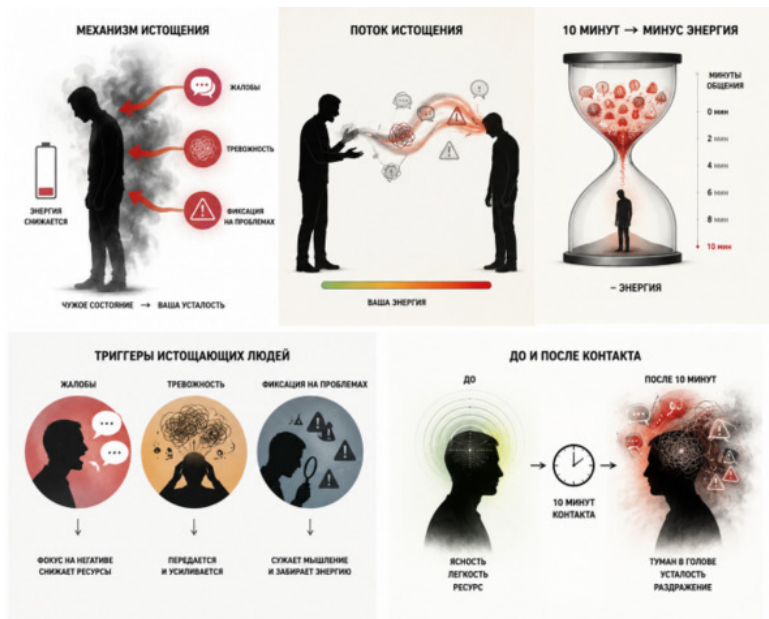 МЕХАНИЗМ ИСТОЩЕНИЯ
ЖАЛОБЫ
ТРЕВОЖНОСТЬ
ФИКСАЦИЯ
НА ПРОБЛЕМАХ
ЭНЕРГИЯ
СНИЖАЕТСЯ
ЧУЖОЕ СОСТОЯНИЕ → ВАША УСТАЛОСТЬ
ПОТОК ИСТОЩЕНИЯ
ВАША ЭНЕРГИЯ
10 МИНУТ → МИНУС ЭНЕРГИЯ
МИНУТЫ
ОБЩЕНИЯ
0 мин
2 мин
4 мин
6 мин
8 мин
10 мин
– ЭНЕРГИЯ
ТРИГГЕРЫ ИСТОЩАЮЩИХ ЛЮДЕЙ
ЖАЛОБЫ
ТРЕВОЖНОСТЬ
ФИКСАЦИЯ НА ПРОБЛЕМАХ
ФОКУС НА НЕГАТИВЕ
СНИЖАЕТ РЕСУРСЫ
ПЕРЕДАЕТСЯ
И УСИЛИВАЕТСЯ
СУЖАЕТ МЫШЛЕНИЕ
И ЗАБИРАЕТ ЭНЕРГИЮ
ДО И ПОСЛЕ КОНТАКТА
ДО
ПОСЛЕ 10 МИНУТ
10 МИНУТ
КОНТАКТА
ЯСНОСТЬ
ЛЕГКОСТЬ
РЕСУРС
ТУМАН В ГОЛОВЕ
УСТАЛОСТЬ
РАЗДРАЖЕНИЕ